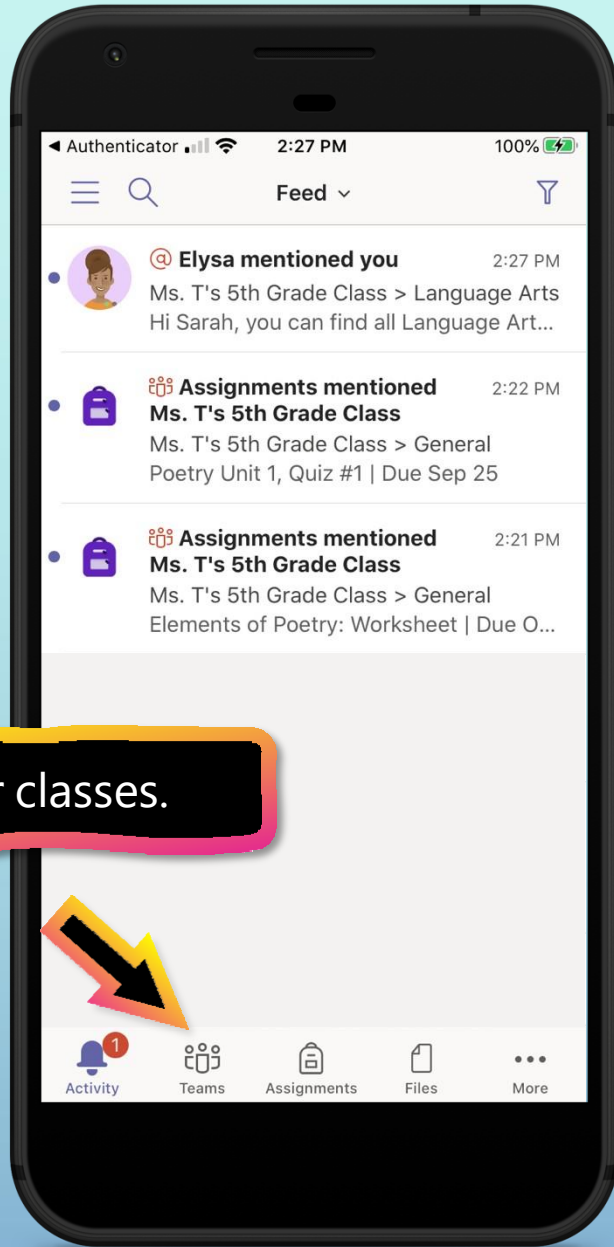 ◄ Authenticator 2:27 PM 100%
Feed
@ Elysa mentioned you 2:27 PM
Ms. T's 5th Grade Class > Language Arts
Hi Sarah, you can find all Language Art...
Assignments mentioned 2:22 PM
Ms. T's 5th Grade Class
Ms. T's 5th Grade Class > General
Poetry Unit 1, Quiz #1 | Due Sep 25
Assignments mentioned 2:21 PM
Ms. T's 5th Grade Class
Ms. T's 5th Grade Class > General
Elements of Poetry: Worksheet | Due O...
classes.
1
Activity Teams Assignments Files More